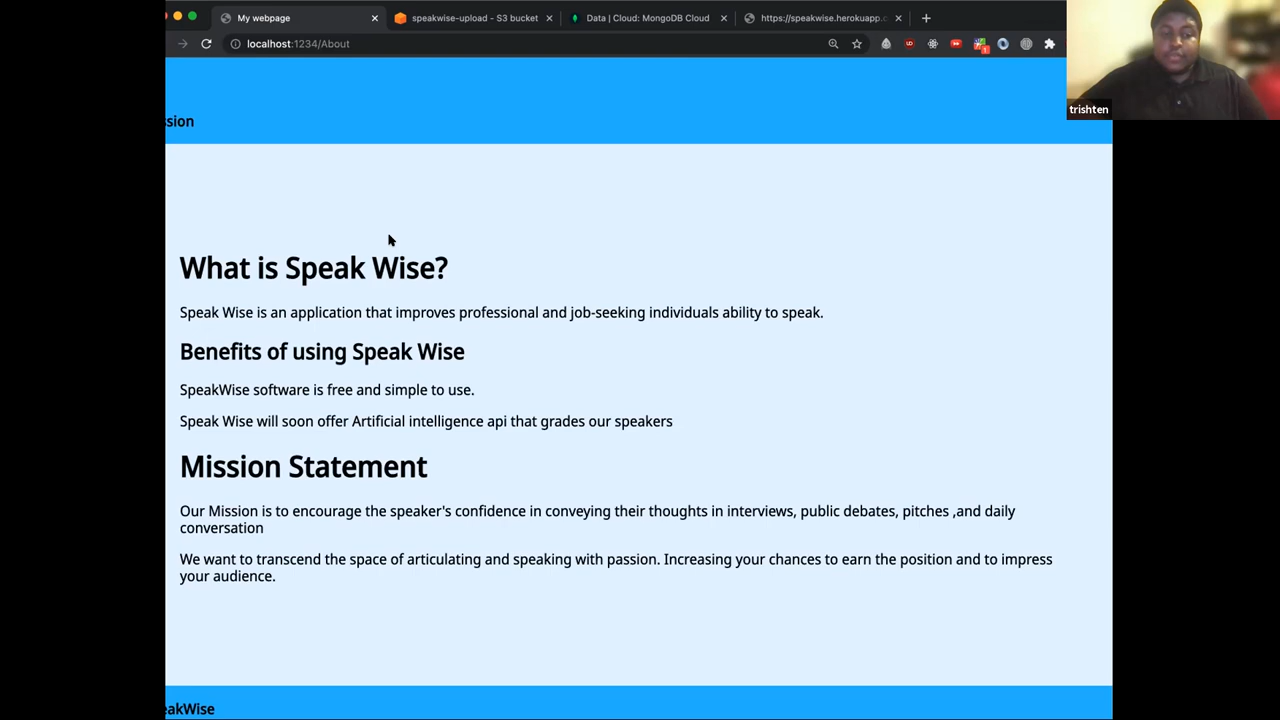 My webpage
speakwise-upload - S3 bucket
Data | Cloud: MongoDB Cloud
https://speakwise.herokuapp.c
localhost:1234/About
trishten
ssion
What is Speak Wise?
Speak Wise is an application that improves professional and job-seeking individuals ability to speak.
Benefits of using Speak Wise
SpeakWise software is free and simple to use.
Speak Wise will soon offer Artificial intelligence api that grades our speakers
Mission Statement
Our Mission is to encourage the speaker's confidence in conveying their thoughts in interviews, public debates, pitches ,and daily
conversation
We want to transcend the space of articulating and speaking with passion. Increasing your chances to earn the position and to impress
your audience.
eakWise